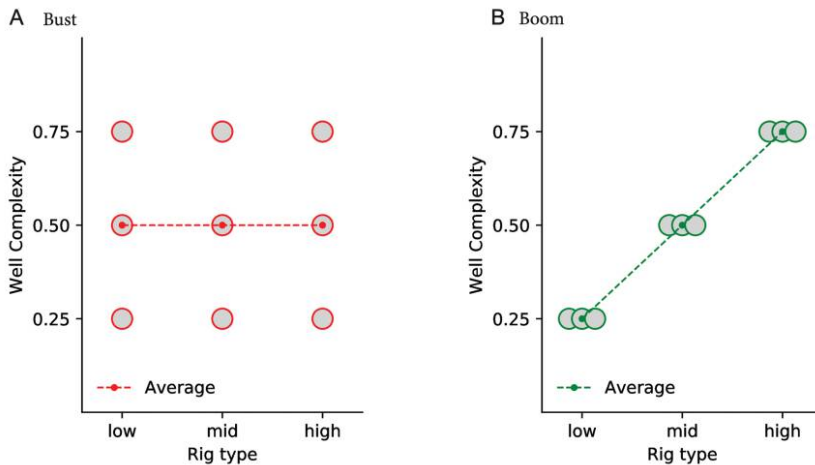 A Bust
Well Complexity
0.75
0.50
0.25
Average
low mid high
Rig type
B Boom
Well Complexity
0.75
0.50
0.25
Average
low mid high
Rig type